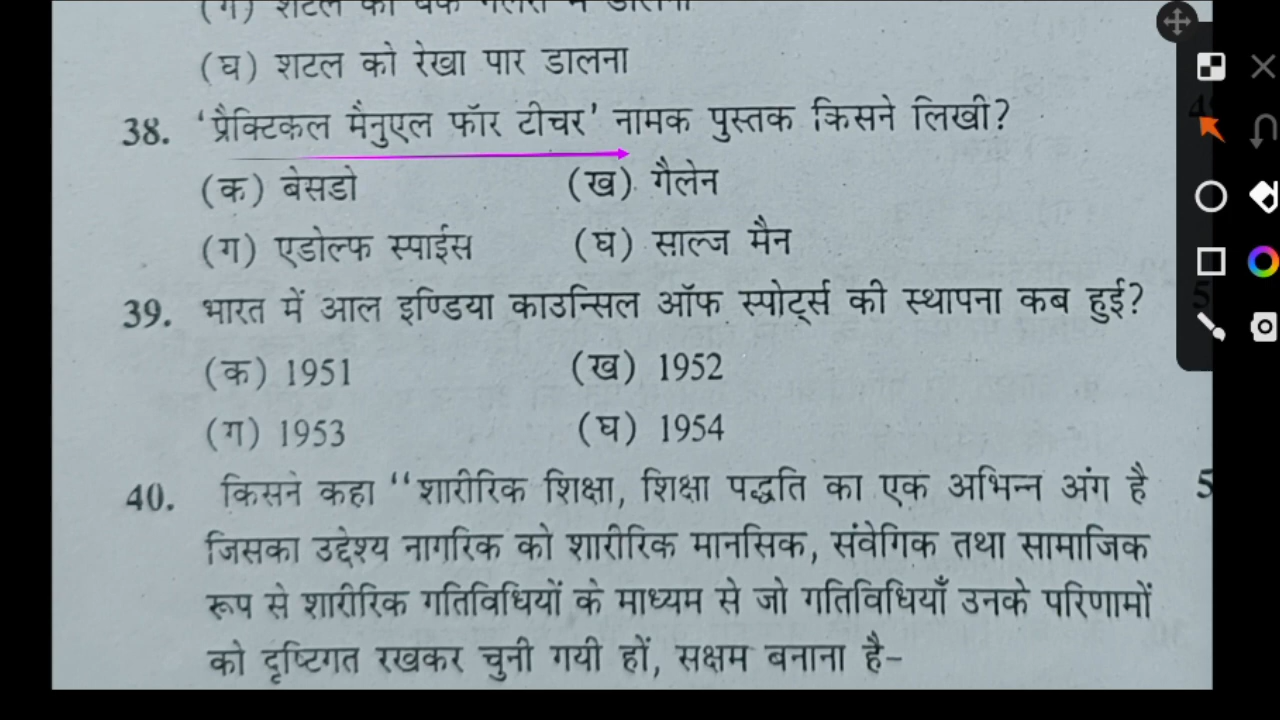 (घ) शटल को रेखा पार डालना
38. 'प्रैक्टिकल मैनुएल फॉर टीचर' नामक पुस्तक किसने लिखी?
(क) बेसडो (ख) गैलेन
(ग) एडोल्फ स्पाईस (घ) साल्ज मैन
39. भारत में आल इण्डिया काउन्सिल ऑफ स्पोर्ट्स की स्थापना कब हुई?
(क) 1951 (ख) 1952
(ग) 1953 (घ) 1954
40. किसने कहा "शारीरिक शिक्षा, शिक्षा पद्धति का एक अभिन्न अंग है
जिसका उद्देश्य नागरिक को शारीरिक मानसिक, संवेगिक तथा सामाजिक
रूप से शारीरिक गतिविधियों के माध्यम से जो गतिविधियाँ उनके परिणामों
को दृष्टिगत रखकर चुनी गयी हों, सक्षम बनाना है–